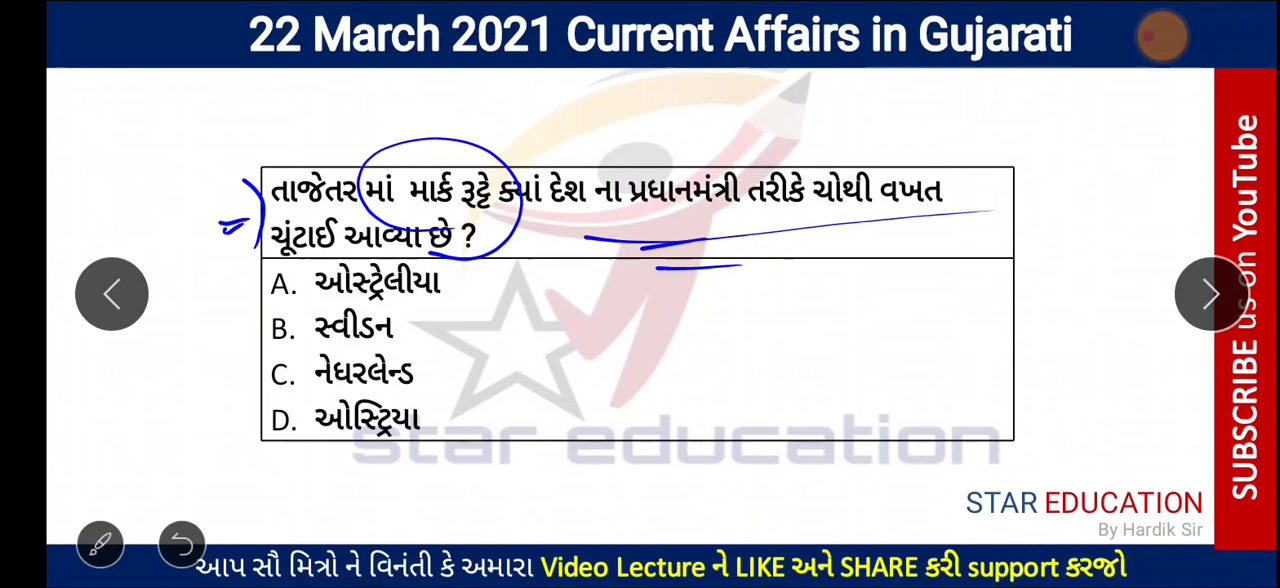 22 March 2021 Current Affairs in Gujarati
તાજેતર માં માર્ક રૂટ્ટે ક્યાં દેશ ના પ્રધાનમંત્રી તરીકે ચોથી વખત
ચૂંટાઈ આવ્યા છે ?
A. ઓસ્ટ્રેલીયા
B. સ્વીડન
C. નેધરલેન્ડ
D. ઓસ્ટ્રિયા
star education
STAR EDUCATION
By Hardik Sir
SUBSCRIBE us on YouTube
આપ સૌ મિત્રો ને વિનંતી કે અમારા Video Lecture ને LIKE અને SHARE કરી support કરજો